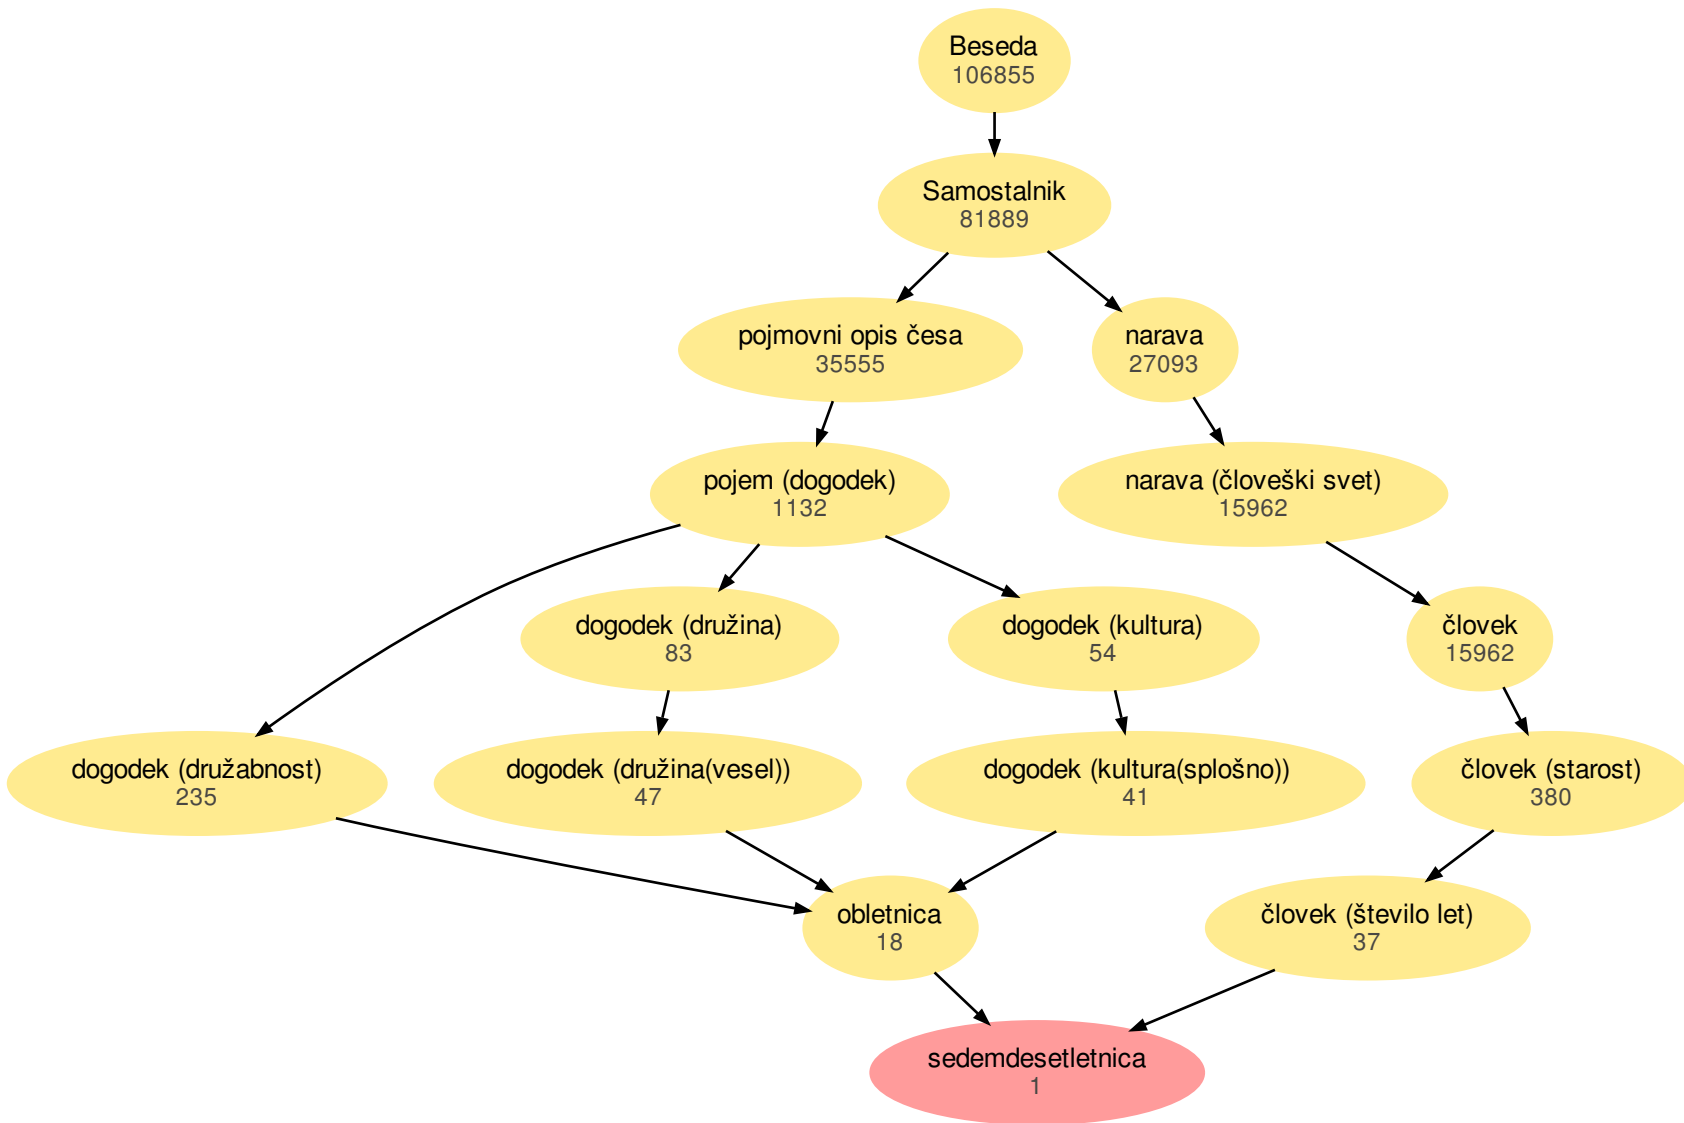 Beseda
106855
Samostalnik
81889
pojmovni opis česa
35555
narava
27093
pojem (dogodek)
1132
narava (človeški svet)
15962
dogodek (družina)
83
dogodek (kultura)
54
človek
15962
dogodek (družabnost)
235
dogodek (družina(vesel))
47
dogodek (kultura(splošno))
41
človek (starost)
380
obletnica
18
človek (število let)
37
sedemdesetletnica
1